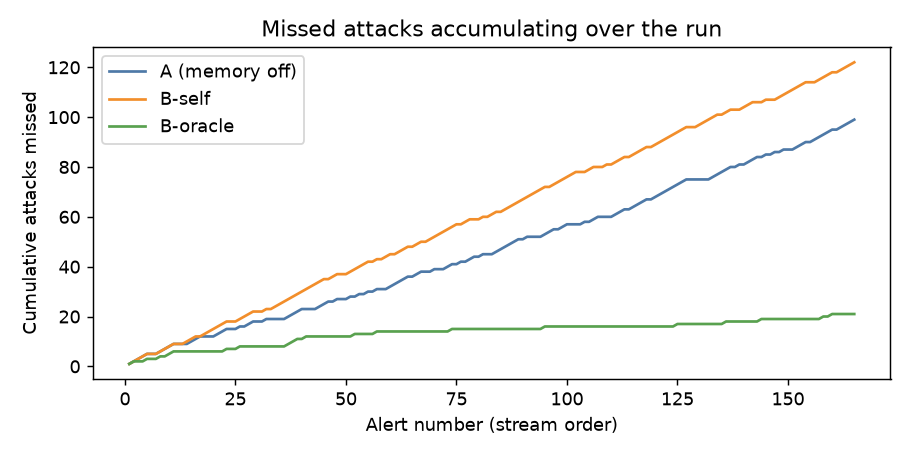 Missed attacks accumulating over the run
A (memory off)
B-self
B-oracle
Cumulative attacks missed
120
100
80
60
40
20
0
0 25 50 75 100 125 150
Alert number (stream order)